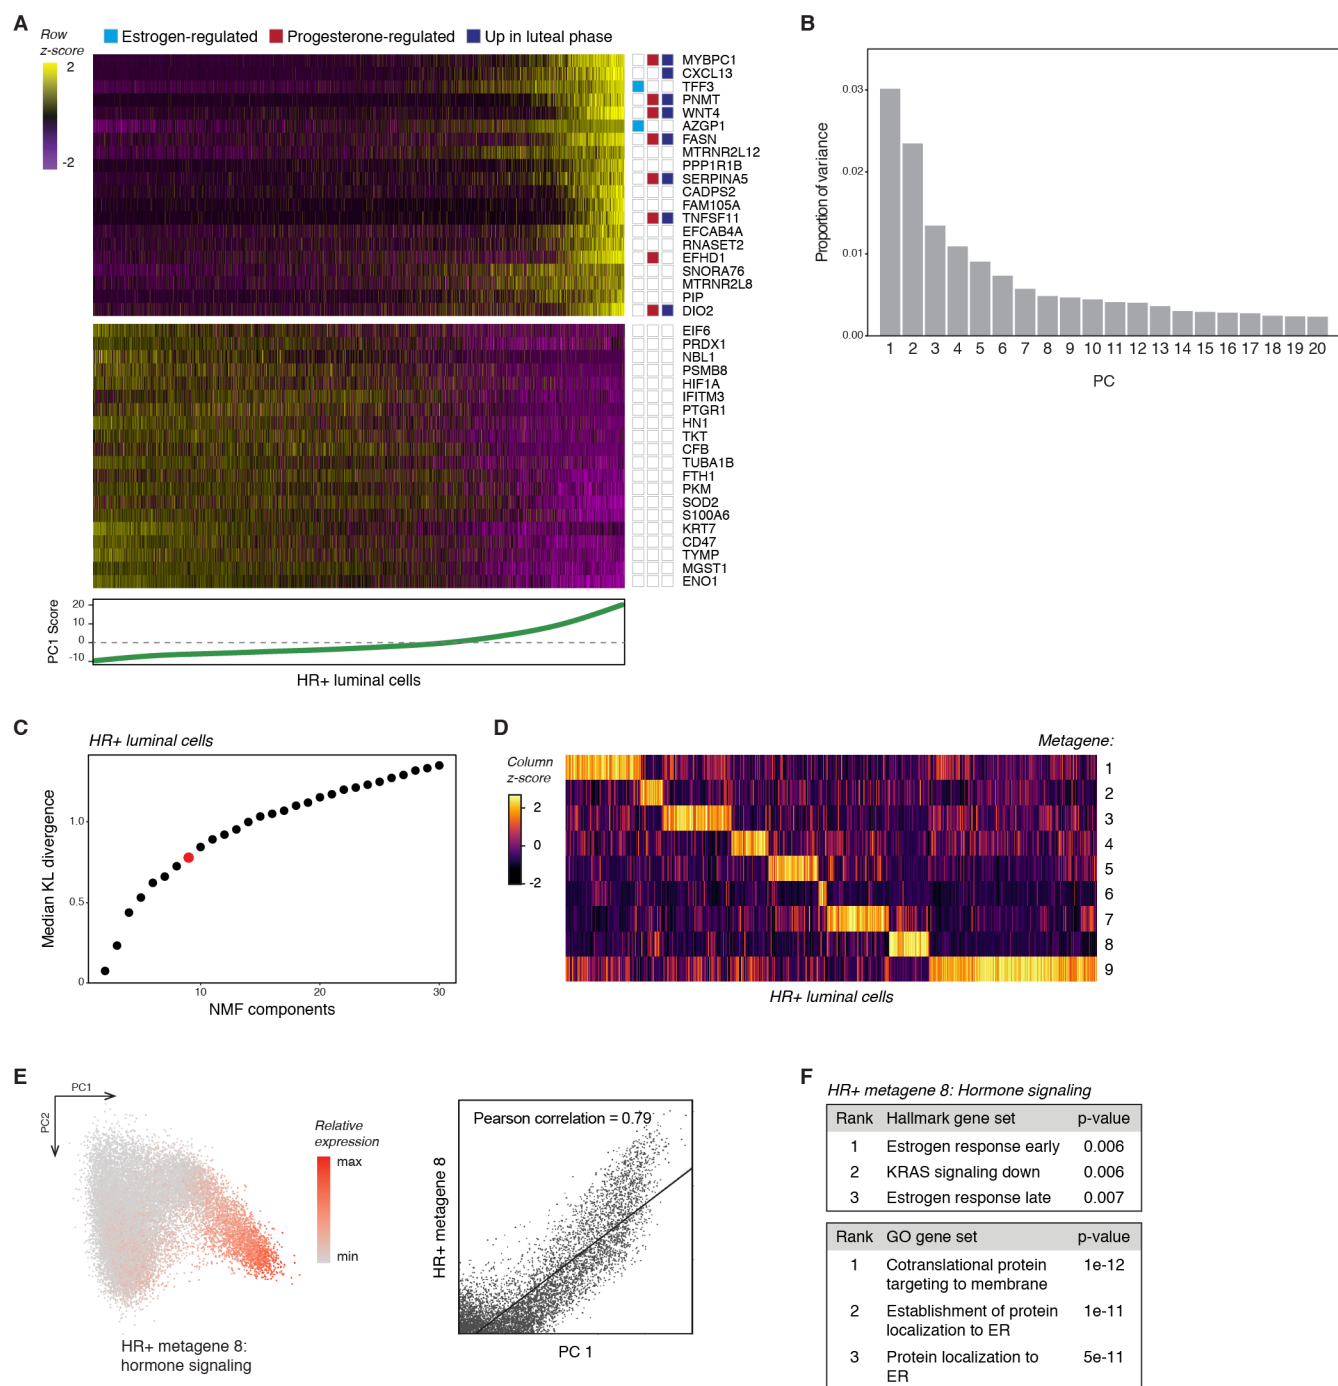 A
Row
z-score
2
-2
Estrogen-regulated
Progesterone-regulated
Up in luteal phase
MYBPC1
CXCL13
TFF3
PNMT
WNT4
AZGP1
FASN
MTRNR2L12
PPP1R1B
SERPINA5
CADPS2
FAM105A
TNFSF11
EFCAB4A
RNASET2
EFHD1
SNORA76
MTRNR2L8
PIP
DIO2
EIF6
PRDX1
NBL1
PSMB8
HIF1A
IFITM3
PTGR1
HN1
TKT
CFB
TUBA1B
FTH1
PKM
SOD2
S100A6
KRT7
CD47
TYMP
MGST1
ENO1
PC1 Score
20
10
0
-10
HR+ luminal cells
B
Proportion of variance
0.03
0.02
0.01
0.00
1 2 3 4 5 6 7 8 9 10 11 12 13 14 15 16 17 18 19 20
PC
C
HR+ luminal cells
Median KL divergence
1.0
0.5
0
10 20 30
NMF components
D
Column
z-score
2
0
-2
Metagene:
1
2
3
4
5
6
7
8
9
HR+ luminal cells
E
PC1
PC2
Relative
expression
max
min
HR+ metagene 8:
hormone signaling
Pearson correlation = 0.79
HR+ metagene 8
PC 1
F
HR+ metagene 8: Hormone signaling
Rank Hallmark gene set p-value
1 Estrogen response early 0.006
2 KRAS signaling down 0.006
3 Estrogen response late 0.007
Rank GO gene set p-value
1 Cotranslational protein 1e-12
targeting to membrane
2 Establishment of protein 1e-11
localization to ER
3 Protein localization to 5e-11
ER